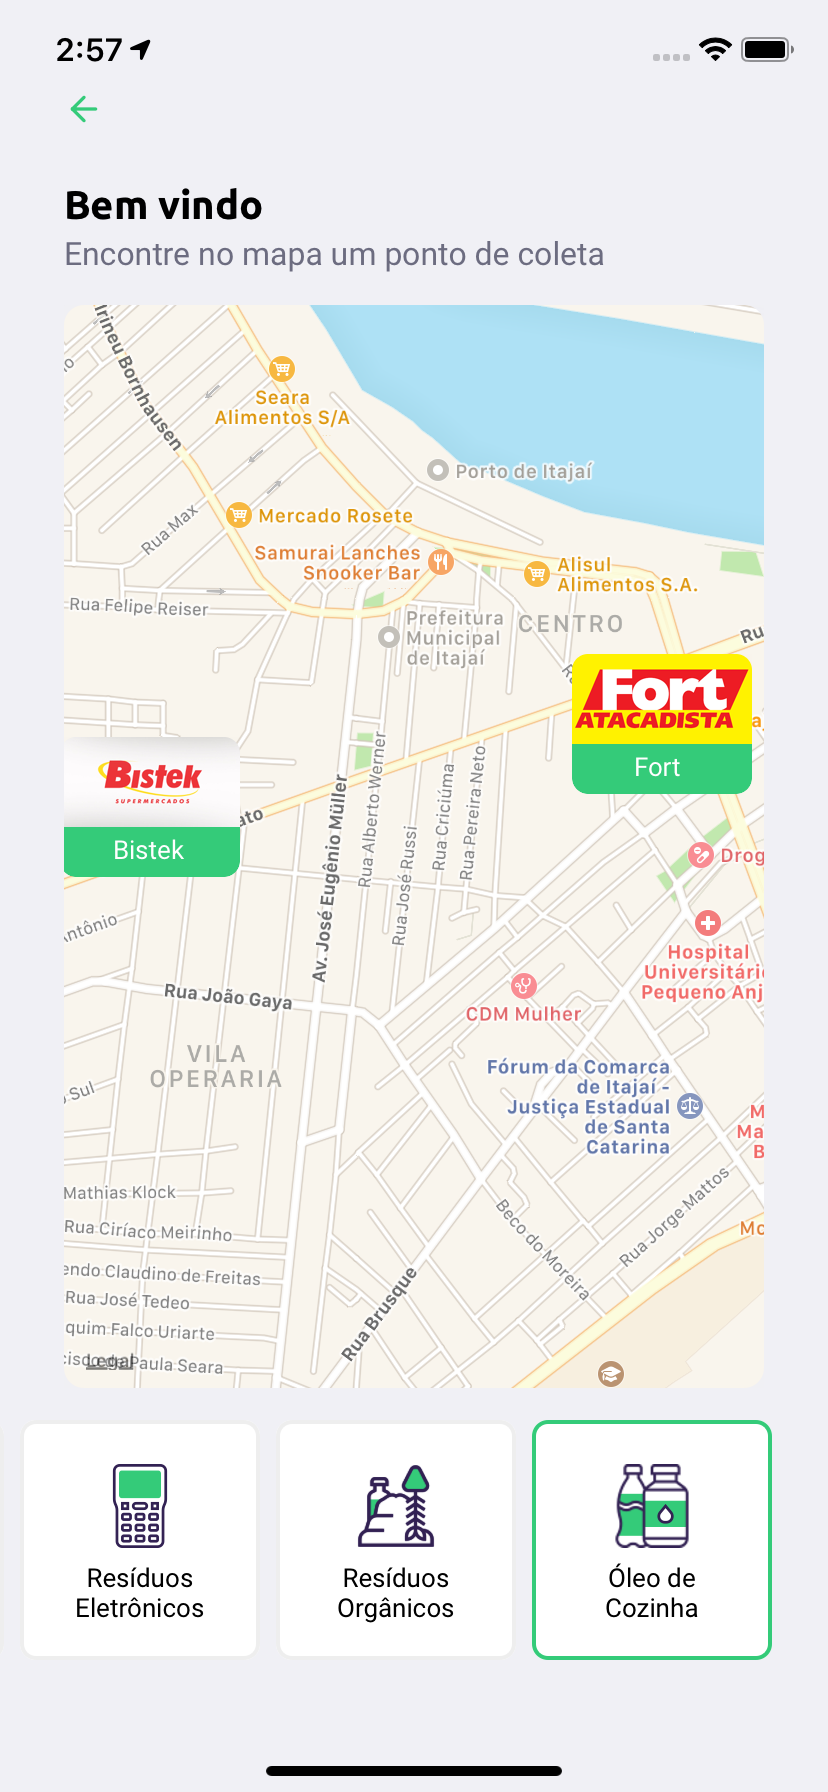 2:57
Bem vindo
Encontre no mapa um ponto de coleta
Irineu Bornhausen
Seara
Alimentos S/A
Porto de Itajaí
Mercado Rosete
Rua Max
Samurai Lanches
Snooker Bar
Alisul
Alimentos S.A.
Rua Felipe Reiser
Prefeitura
Municipal
de Itajaí
CENTRO
Ru
Fort
ATACADISTA
Fort
Bistek
SUPERMERCADOS
Bistek
ato
Av. José Eugênio Müller
Rua Alberto Werner
Rua José Russi
Rua Criciúma
Rua Pereira Neto
Drog
Antônio
Hospital
Universitári
Pequeno Anj
Rua João Gaya
CDM Mulher
VILA
OPERARIA
Fórum da Comarca
de Itajaí -
Justiça Estadual
de Santa
Catarina
o Sul
M
Ma
B
Mathias Klock
Rua Ciríaco Meirinho
Beco do Moreira
Rua Jorge Mattos
Mo
endo Claudino de Freitas
Rua José Tedeo
quim Falco Uriarte
Rua Brusque
cisco de Paula Seara
Legal
Resíduos
Eletrônicos
Resíduos
Orgânicos
Óleo de
Cozinha